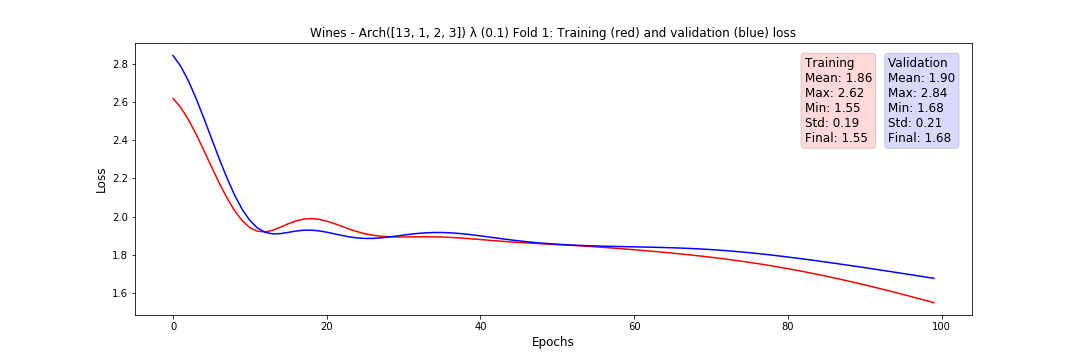 Wines - Arch([13, 1, 2, 3]) λ (0.1) Fold 1: Training (red) and validation (blue) loss
Training
Mean: 1.86
Max: 2.62
Min: 1.55
Std: 0.19
Final: 1.55
Validation
Mean: 1.90
Max: 2.84
Min: 1.68
Std: 0.21
Final: 1.68
Loss
2.8
2.6
2.4
2.2
2.0
1.8
1.6
0 20 40 60 80 100
Epochs